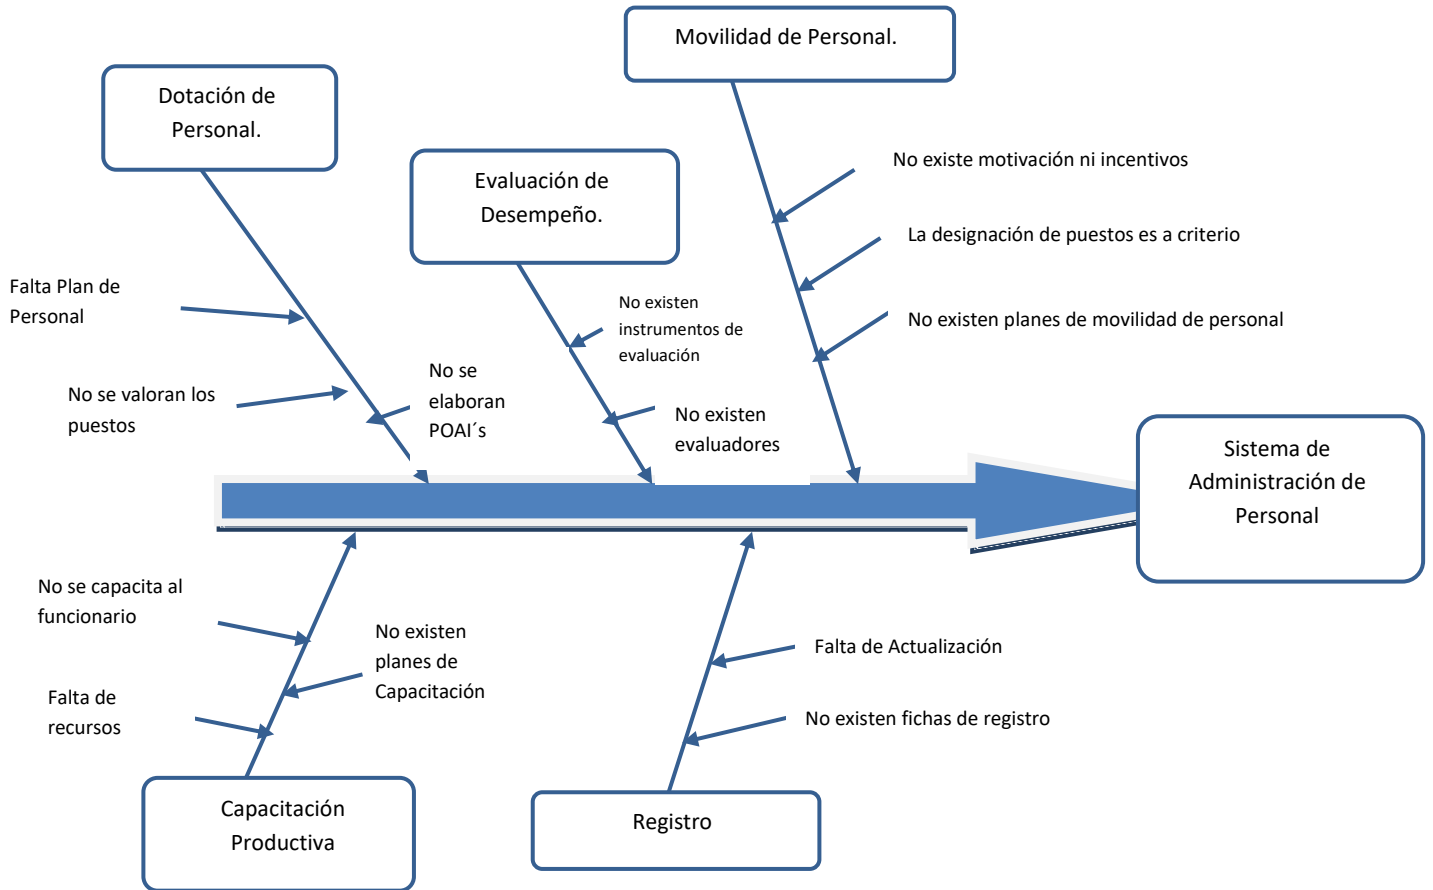 Movilidad de Personal.
Dotación de
Personal.
Evaluación de
Desempeño.
No existe motivación ni incentivos
La designación de puestos es a criterio
No existen planes de movilidad de personal
Falta Plan de
Personal
No existen
instrumentos de
evaluación
No se valoran los
puestos
No se
elaboran
POAI´s
No existen
evaluadores
Sistema de
Administración de
Personal
No se capacita al
funcionario
No existen
planes de
Capacitación
Falta de
recursos
Falta de Actualización
No existen fichas de registro
Capacitación
Productiva
Registro